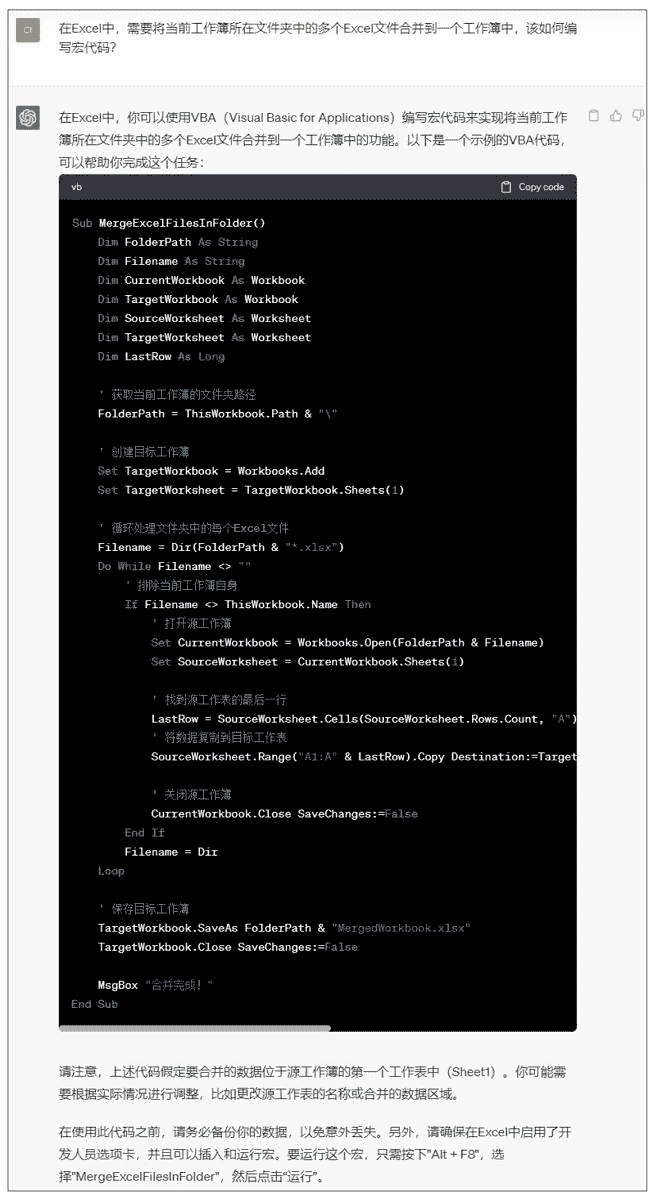 CT
在Excel中，需要将当前工作簿所在文件夹中的多个Excel文件合并到一个工作簿中，该如何编
写宏代码？
在Excel中，你可以使用VBA（Visual Basic for Applications）编写宏代码来实现将当前工作
簿所在文件夹中的多个Excel文件合并到一个工作簿中的功能。以下是一个示例的VBA代码，
可以帮助你完成这个任务：
vb Copy code
Sub MergeExcelFilesInFolder()
Dim FolderPath As String
Dim Filename As String
Dim CurrentWorkbook As Workbook
Dim TargetWorkbook As Workbook
Dim SourceWorksheet As Worksheet
Dim TargetWorksheet As Worksheet
Dim LastRow As Long
' 获取当前工作簿的文件夹路径
FolderPath = ThisWorkbook.Path & "\"
' 创建目标工作簿
Set TargetWorkbook = Workbooks.Add
Set TargetWorksheet = TargetWorkbook.Sheets(1)
' 循环处理文件夹中的每个Excel文件
Filename = Dir(FolderPath & "*.xlsx")
Do While Filename <> ""
' 排除当前工作簿自身
If Filename <> ThisWorkbook.Name Then
' 打开源工作簿
Set CurrentWorkbook = Workbooks.Open(FolderPath & Filename)
Set SourceWorksheet = CurrentWorkbook.Sheets(1)
' 找到源工作表的最后一行
LastRow = SourceWorksheet.Cells(SourceWorksheet.Rows.Count, "A")
' 将数据复制到目标工作表
SourceWorksheet.Range("A1:A" & LastRow).Copy Destination:=Target
' 关闭源工作簿
CurrentWorkbook.Close SaveChanges:=False
End If
Filename = Dir
Loop
' 保存目标工作簿
TargetWorkbook.SaveAs FolderPath & "MergedWorkbook.xlsx"
TargetWorkbook.Close SaveChanges:=False
MsgBox "合并完成！"
End Sub
请注意，上述代码假定要合并的数据位于源工作簿的第一个工作表中（Sheet1）。你可能需
要根据实际情况进行调整，比如更改源工作表的名称或合并的数据区域。
在使用此代码之前，请务必备份你的数据，以免意外丢失。另外，请确保在Excel中启用了开
发人员选项卡，并且可以插入和运行宏。要运行这个宏，只需按下"Alt + F8"，选
择"MergeExcelFilesInFolder"，然后点击“运行”。